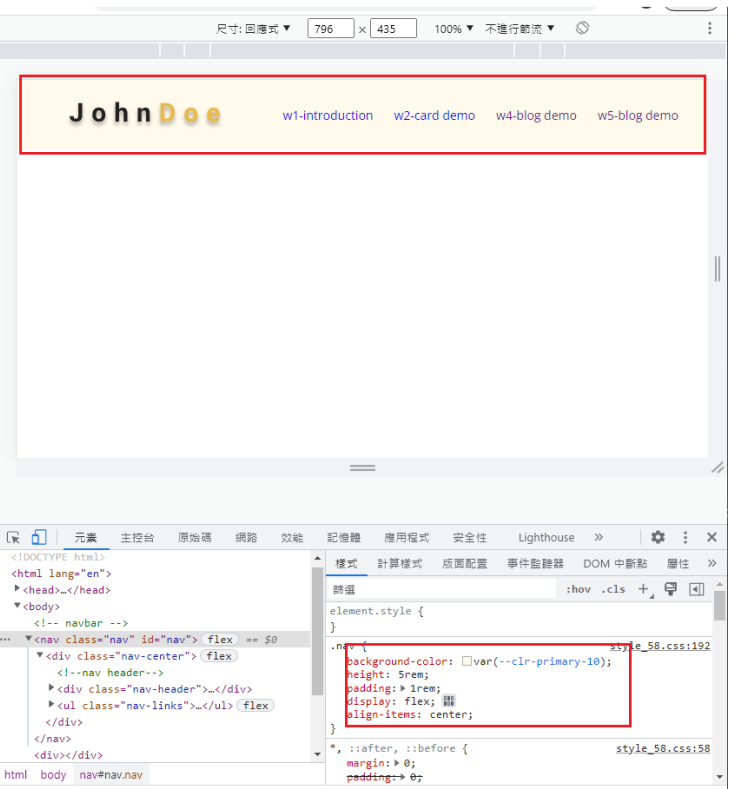 尺寸: 回應式 ▼ 796 × 435 100% ▼ 不進行節流 ▼
JohnDoe w1-introduction w2-card demo w4-blog demo w5-blog demo
元素 主控台 原始碼 網路 效能 記憶體 應用程式 安全性 Lighthouse »
<!DOCTYPE html>
<html lang="en">
▶<head>…</head>
▼<body>
<!-- navbar -->
… ▼<nav class="nav" id="nav"> flex == $0
▼<div class="nav-center"> flex
<!--nav header-->
▶<div class="nav-header">…</div>
▶<ul class="nav-links">…</ul> flex
</div>
</nav>
<div></div>
html body nav#nav.nav
樣式 計算樣式 版面配置 事件監聽器 DOM 中斷點 屬性 »
篩選 :hov .cls +
element.style {
}
.nav { style_58.css:192
background-color: var(--clr-primary-10);
height: 5rem;
padding: ▶ 1rem;
display: flex;
align-items: center;
}
*, ::after, ::before { style_58.css:58
margin: ▶ 0;
padding: ▶ 0;